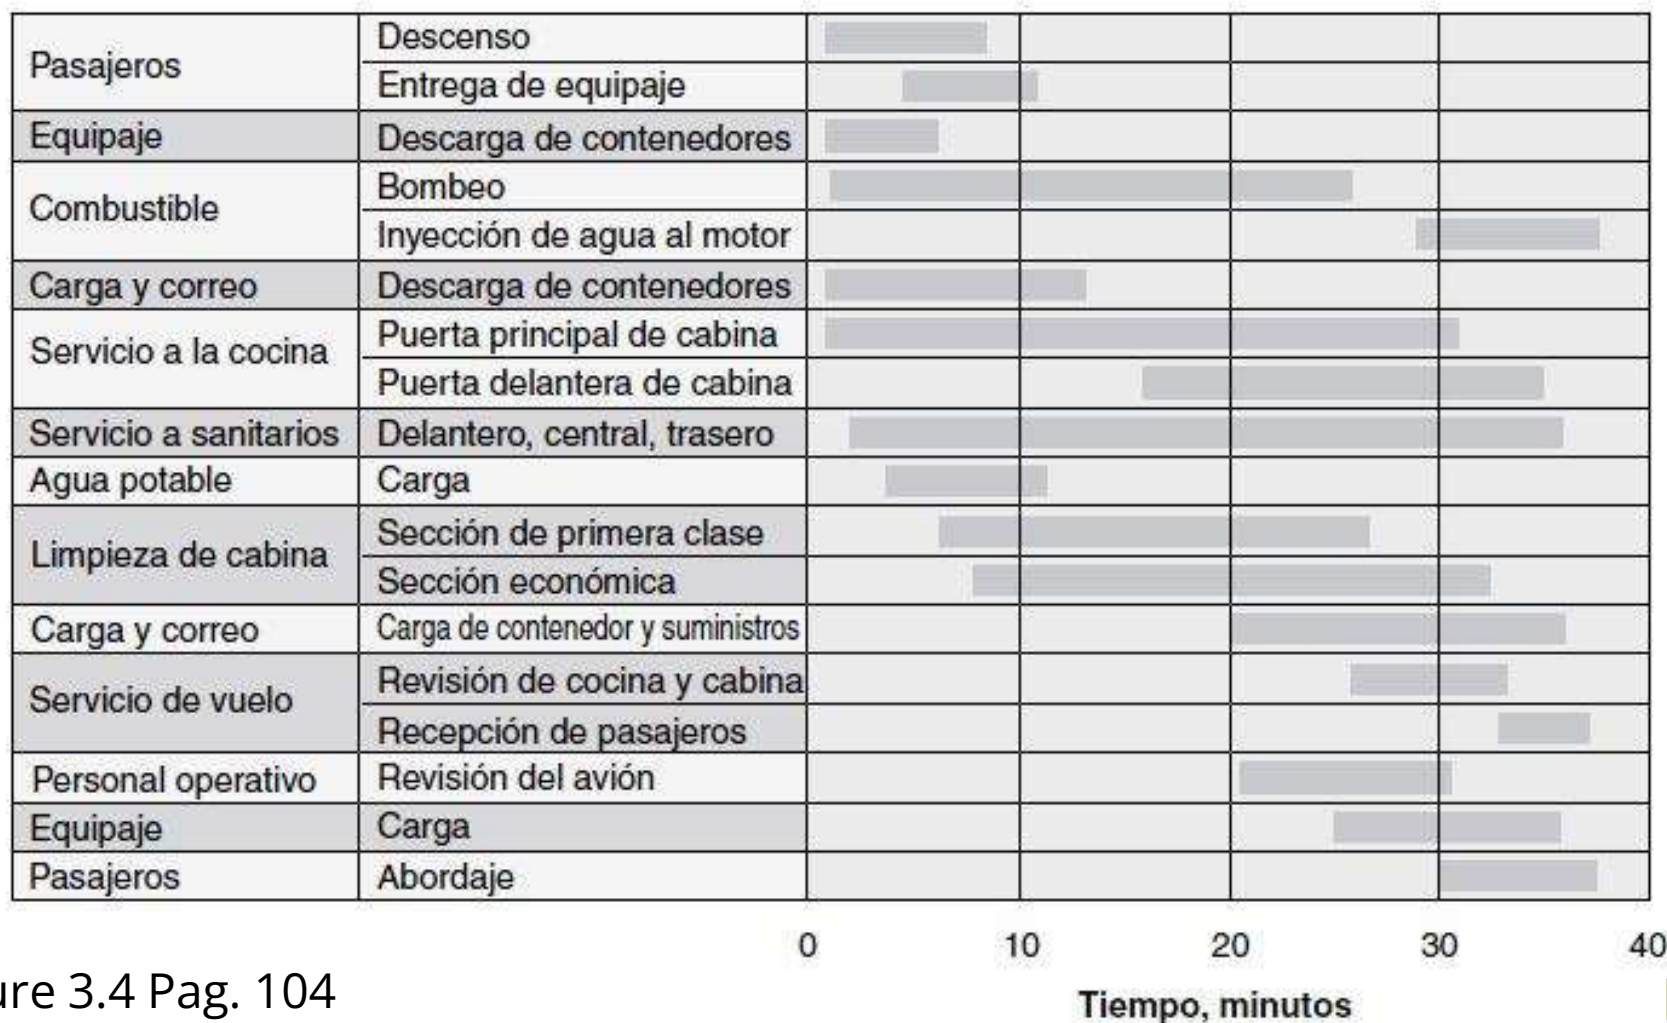 Pasajeros
Descenso
Entrega de equipaje
Equipaje
Descarga de contenedores
Combustible
Bombeo
Inyección de agua al motor
Carga y correo
Descarga de contenedores
Servicio a la cocina
Puerta principal de cabina
Puerta delantera de cabina
Servicio a sanitarios
Delantero, central, trasero
Agua potable
Carga
Limpieza de cabina
Sección de primera clase
Sección económica
Carga y correo
Carga de contenedor y suministros
Servicio de vuelo
Revisión de cocina y cabina
Recepción de pasajeros
Personal operativo
Revisión del avión
Equipaje
Carga
Pasajeros
Abordaje
0 10 20 30 40
Tiempo, minutos
ure 3.4 Pag. 104